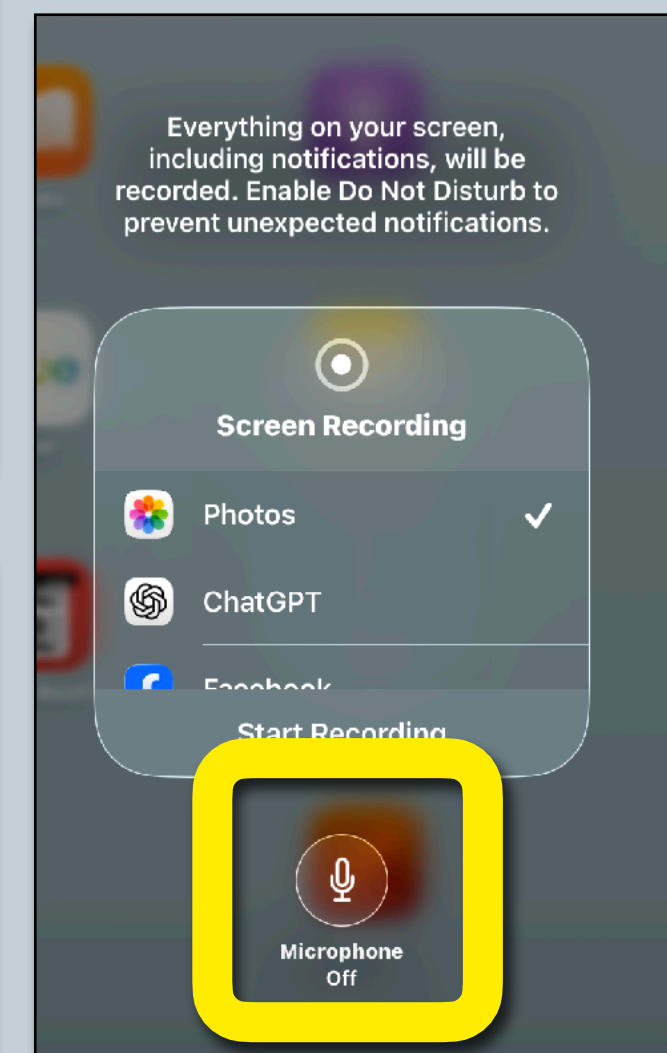 Everything on your screen,
including notifications, will be
recorded. Enable Do Not Disturb to
prevent unexpected notifications.
Screen Recording
Photos
ChatGPT
Facebook
Start Recording
Microphone
Off